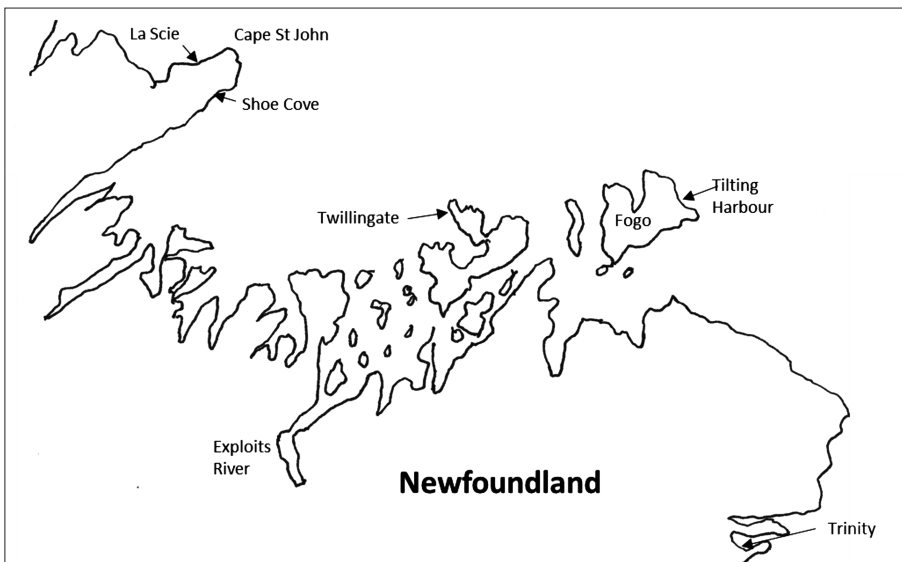 La Scie
Cape St John
Shoe Cove
Twillingate
Tilting
Harbour
Fogo
Exploits
River
Newfoundland
Trinity